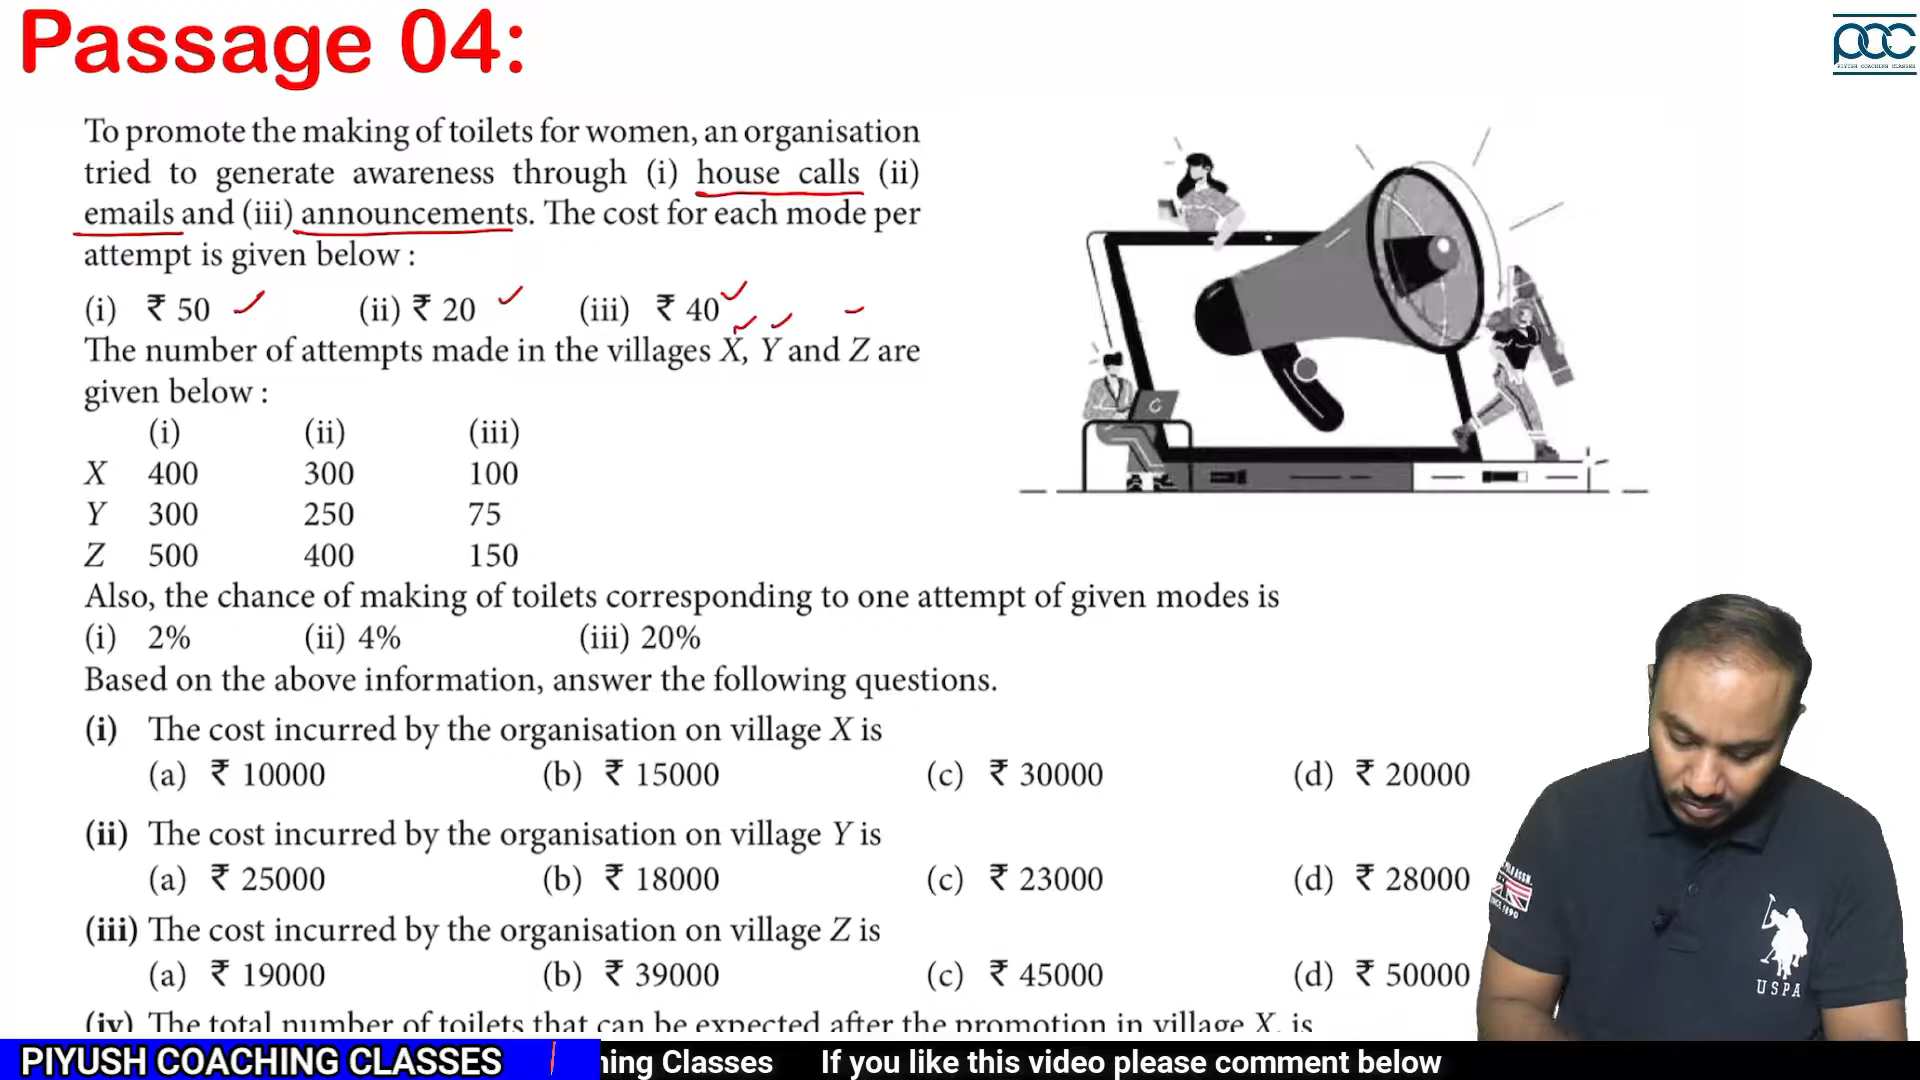 Passage 04:
PCC
PIYUSH COACHING CLASSES
To promote the making of toilets for women, an organisation
tried to generate awareness through (i) house calls (ii)
emails and (iii) announcements. The cost for each mode per
attempt is given below :
(i) ₹ 50 (ii) ₹ 20 (iii) ₹ 40
The number of attempts made in the villages X, Y and Z are
given below :
(i) (ii) (iii)
X 400 300 100
Y 300 250 75
Z 500 400 150
Also, the chance of making of toilets corresponding to one attempt of given modes is
(i) 2% (ii) 4% (iii) 20%
Based on the above information, answer the following questions.
(i) The cost incurred by the organisation on village X is
(a) ₹ 10000 (b) ₹ 15000 (c) ₹ 30000 (d) ₹ 20000
(ii) The cost incurred by the organisation on village Y is
(a) ₹ 25000 (b) ₹ 18000 (c) ₹ 23000 (d) ₹ 28000
(iii) The cost incurred by the organisation on village Z is
(a) ₹ 19000 (b) ₹ 39000 (c) ₹ 45000 (d) ₹ 50000
(iv) The total number of toilets that can be expected after the promotion in village X, is
SINCE 1890
USPA
PIYUSH COACHING CLASSES
hing Classes If you like this video please comment below